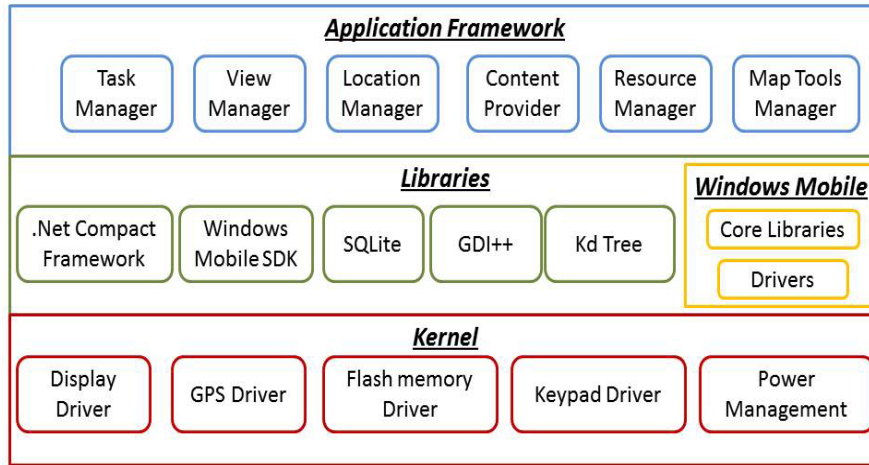 Application Framework
Task
Manager
View
Manager
Location
Manager
Content
Provider
Resource
Manager
Map Tools
Manager
Libraries
.Net Compact
Framework
Windows
Mobile SDK
SQLite
GDI++
Kd Tree
Windows Mobile
Core Libraries
Drivers
Kernel
Display
Driver
GPS Driver
Flash memory
Driver
Keypad Driver
Power
Management